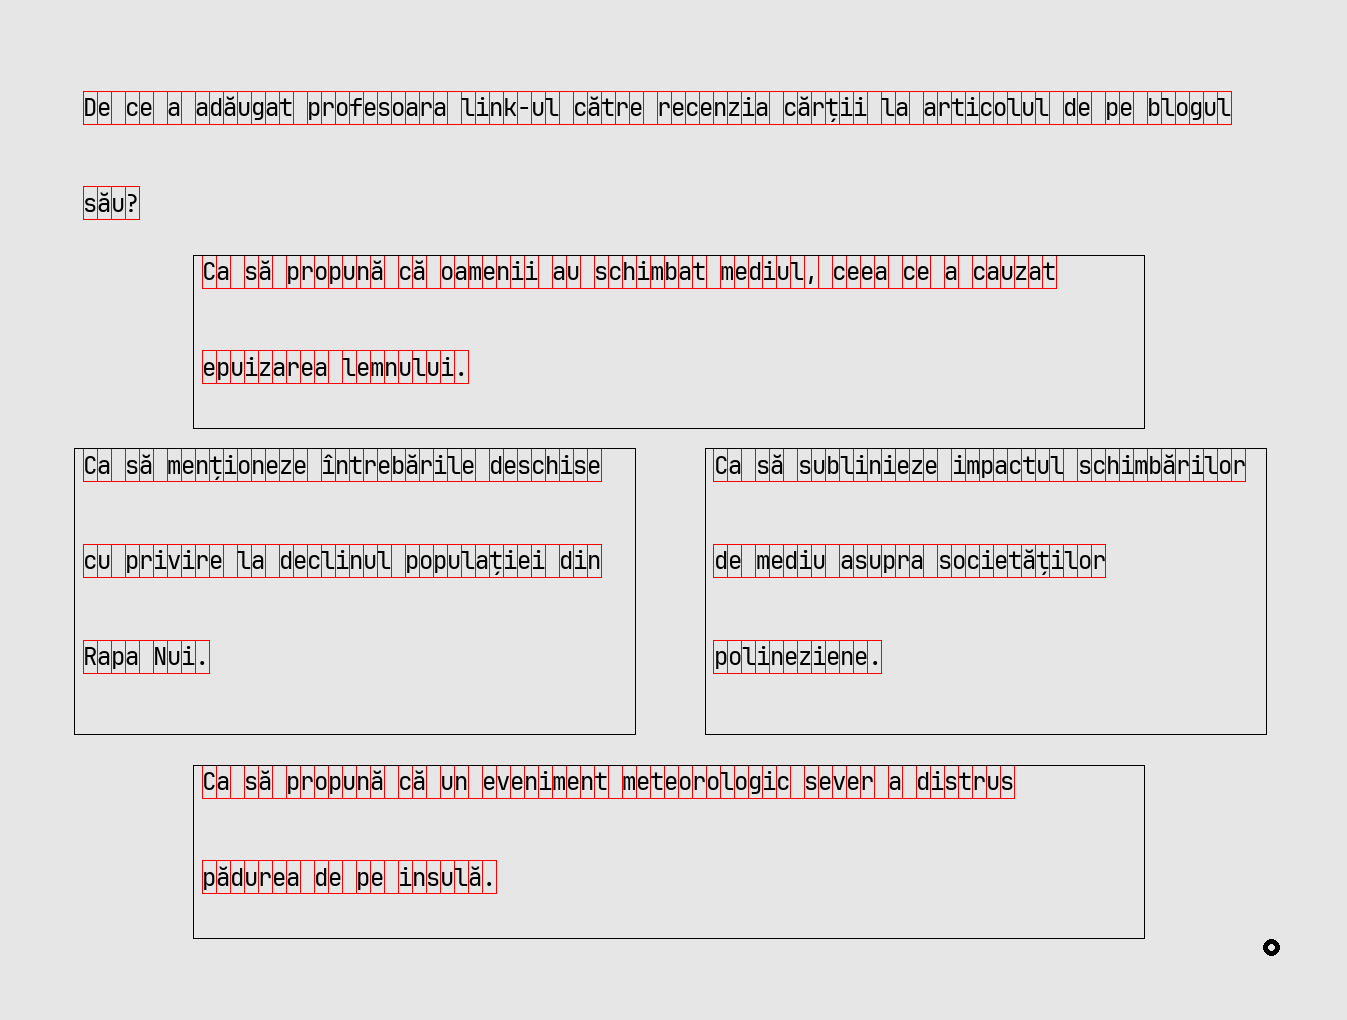 De ce a adăugat profesoara link-ul către recenzia cărții la articolul de pe blogul
său?
Ca să propună că oamenii au schimbat mediul, ceea ce a cauzat
epuizarea lemnului.
Ca să menționeze întrebările deschise
cu privire la declinul populației din
Rapa Nui.
Ca să sublinieze impactul schimbărilor
de mediu asupra societăților
polineziene.
Ca să propună că un eveniment meteorologic sever a distrus
pădurea de pe insulă.